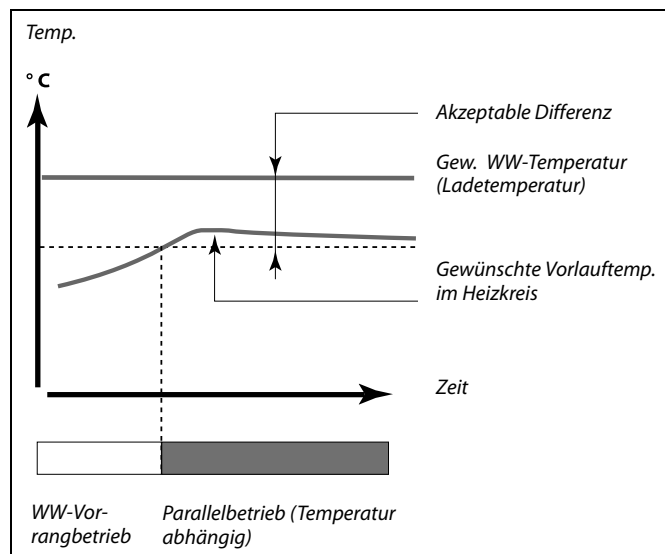 Temp.
° C
Akzeptable Differenz
Gew. WW-Temperatur
(Ladetemperatur)
Gewünschte Vorlauftemp.
im Heizkreis
Zeit
WW-Vor-
rangbetrieb
Parallelbetrieb (Temperatur
abhängig)